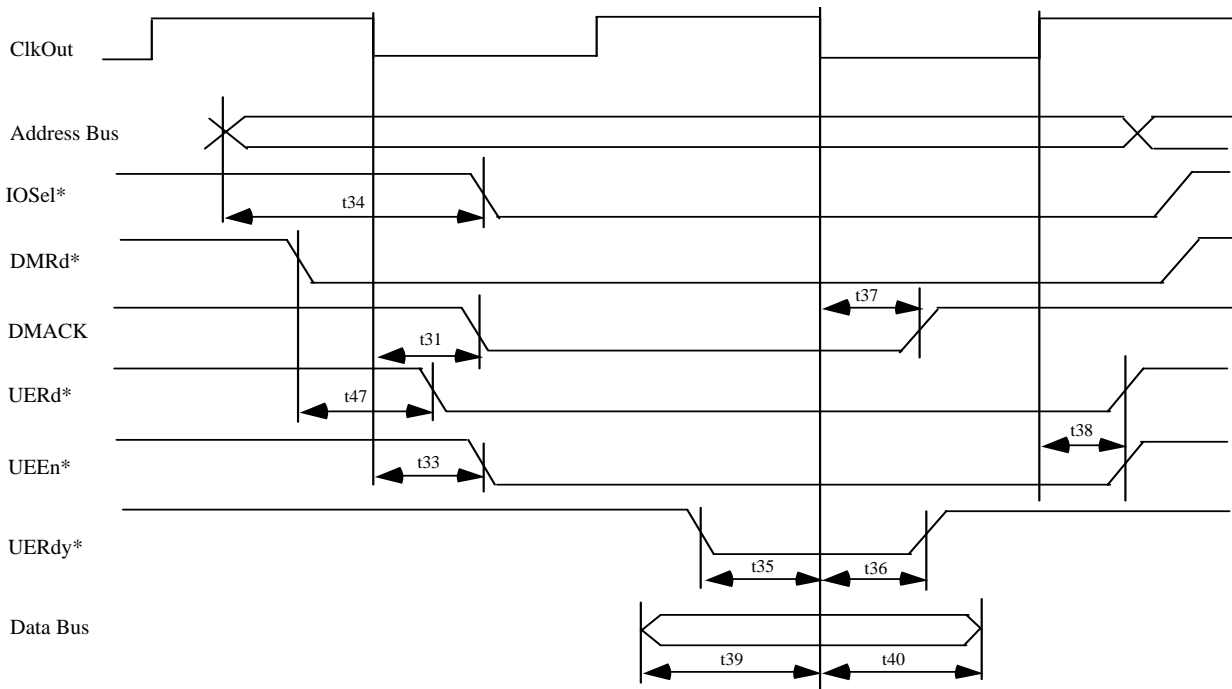 ClkOut
Address Bus
IOSel*
t34
DMRd*
t37
DMACK
t31
UERd*
t47
t38
UEEn*
t33
UERdy*
t35
t36
Data Bus
t39
t40